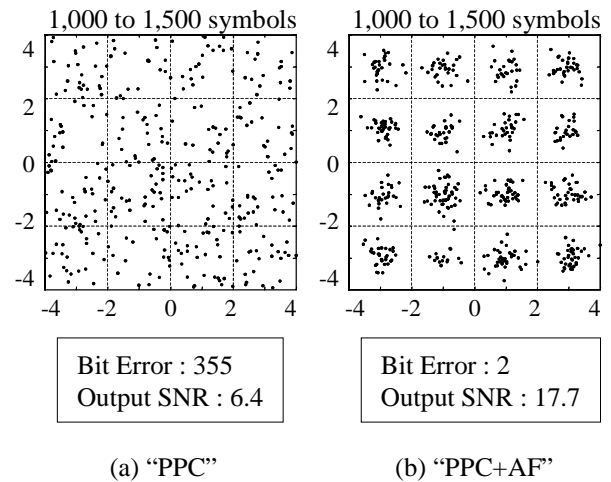 1,000 to 1,500 symbols
4
2
0
-2
-4
-4 -2 0 2 4
Bit Error : 355
Output SNR : 6.4
(a) “PPC”
1,000 to 1,500 symbols
4
2
0
-2
-4
-4 -2 0 2 4
Bit Error : 2
Output SNR : 17.7
(b) “PPC+AF”